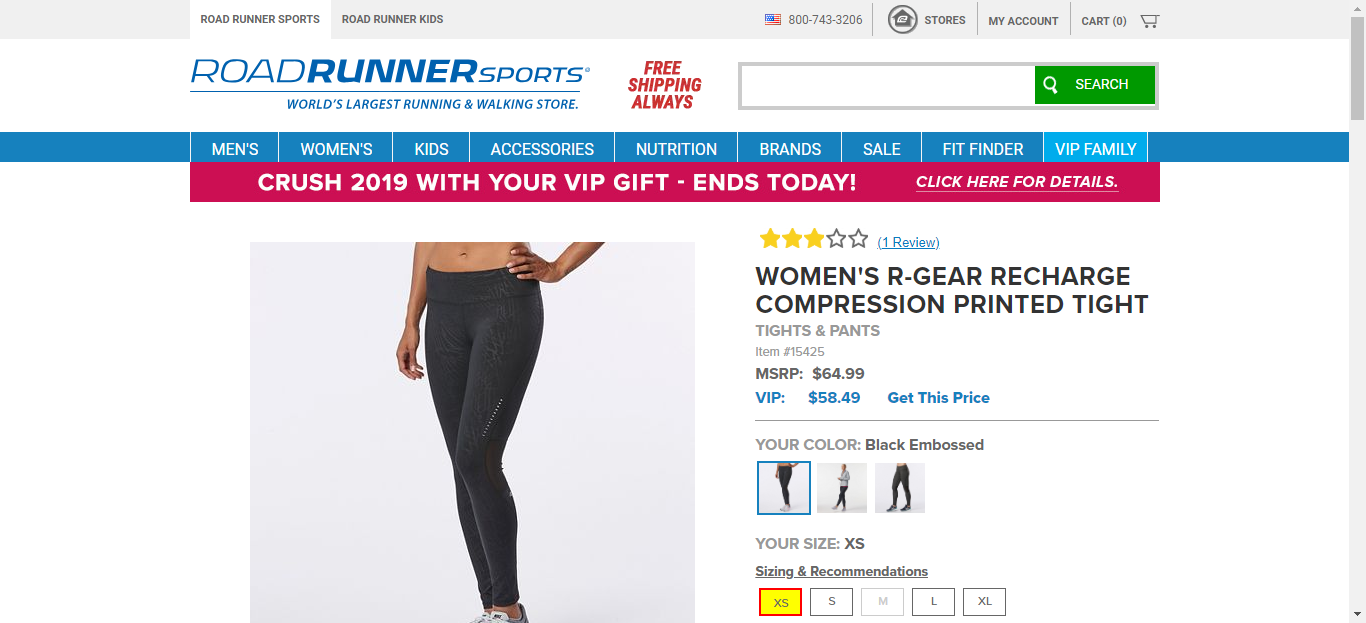 ROAD RUNNER SPORTS
ROAD RUNNER KIDS
800-743-3206
STORES
MY ACCOUNT
CART (0)
ROADRUNNERSPORTS®
WORLD'S LARGEST RUNNING & WALKING STORE.
FREE
SHIPPING
ALWAYS
SEARCH
MEN'S
WOMEN'S
KIDS
ACCESSORIES
NUTRITION
BRANDS
SALE
FIT FINDER
VIP FAMILY
CRUSH 2019 WITH YOUR VIP GIFT - ENDS TODAY!
CLICK HERE FOR DETAILS.
(1 Review)
WOMEN'S R-GEAR RECHARGE
COMPRESSION PRINTED TIGHT
TIGHTS & PANTS
Item #15425
MSRP: $64.99
VIP: $58.49 Get This Price
YOUR COLOR: Black Embossed
YOUR SIZE: XS
Sizing & Recommendations
XS
S
M
L
XL